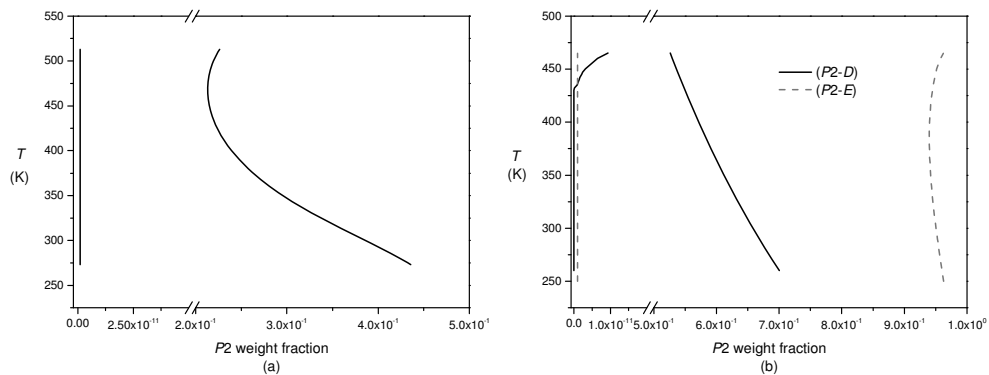 550
500
450
400
350
300
250
T
(K)
0.00 2.50x10⁻¹¹ 2.0x10⁻¹ 3.0x10⁻¹ 4.0x10⁻¹ 5.0x10⁻¹
P2 weight fraction
(a)
500
450
400
350
300
250
T
(K)
(P2-D)
(P2-E)
0.0 1.0x10⁻¹¹ 5.0x10⁻¹ 6.0x10⁻¹ 7.0x10⁻¹ 8.0x10⁻¹ 9.0x10⁻¹ 1.0x10⁰
P2 weight fraction
(b)